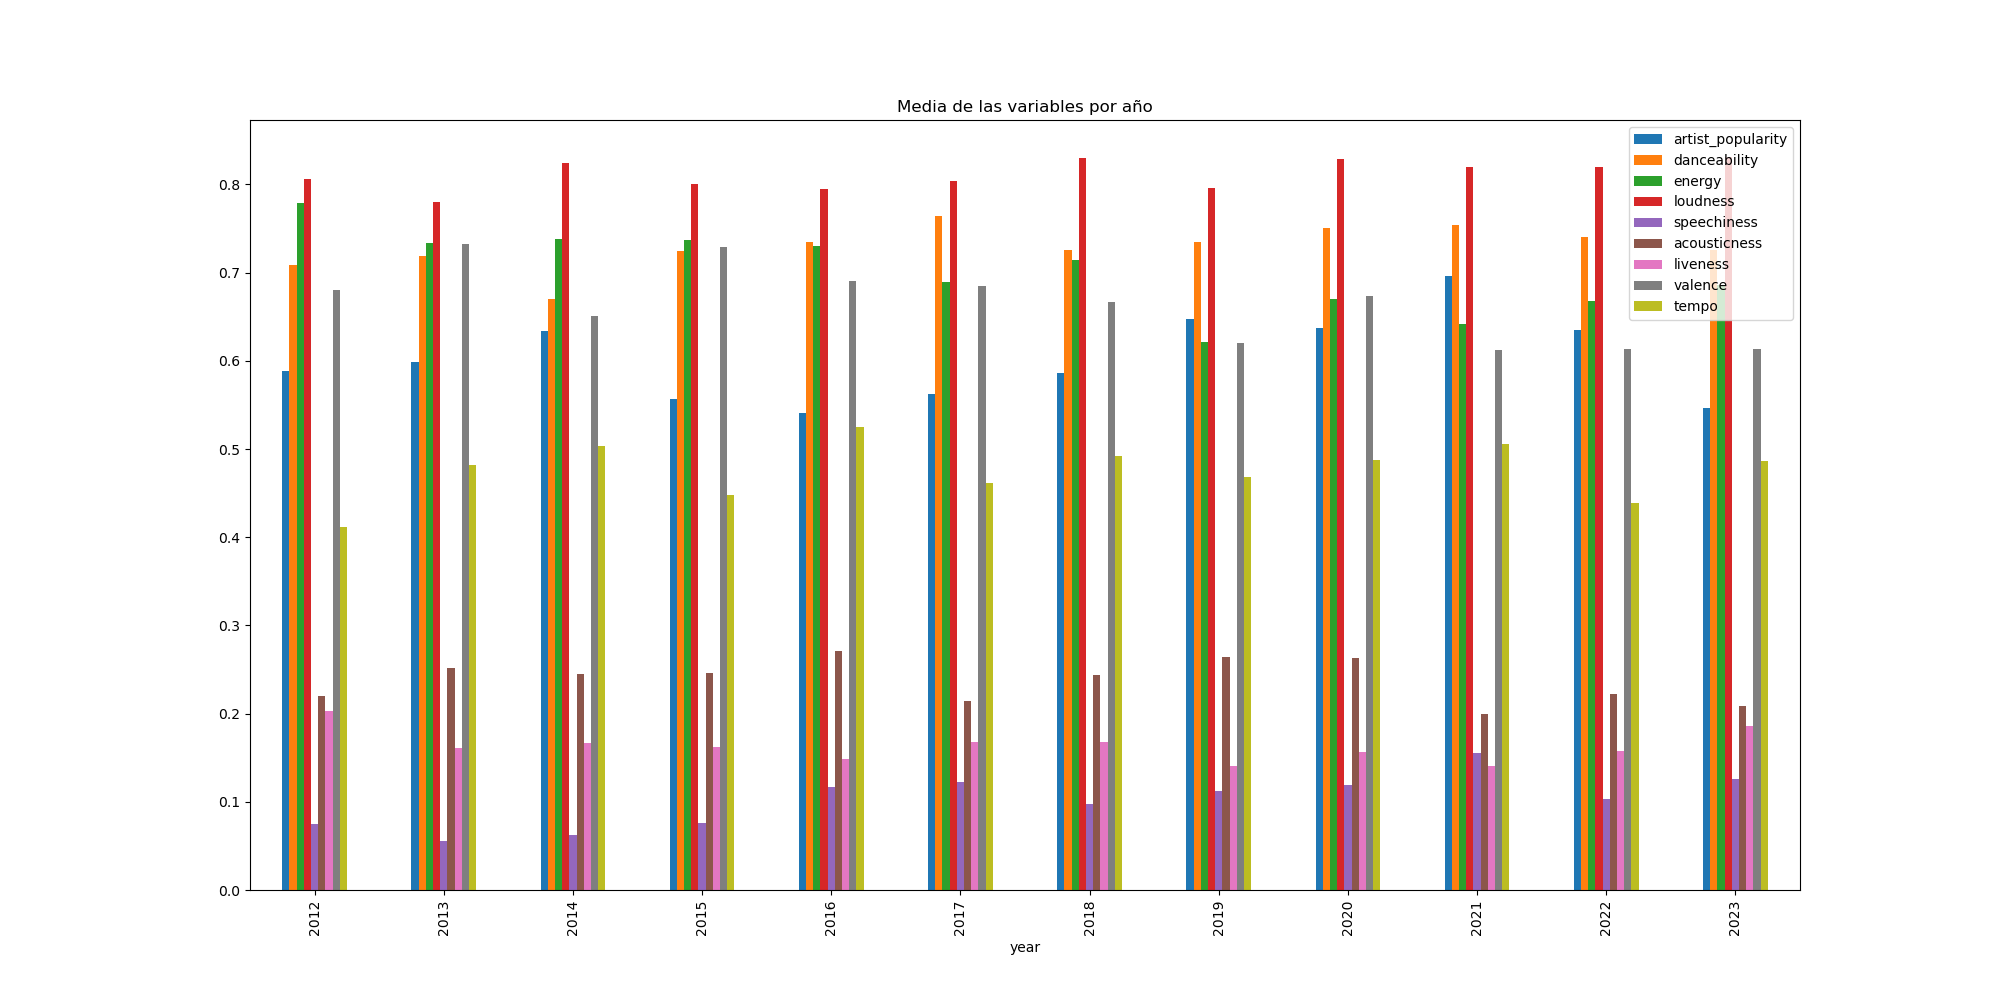 Media de las variables por año
artist_popularity
danceability
energy
loudness
speechiness
acousticness
liveness
valence
tempo
0.8
0.7
0.6
0.5
0.4
0.3
0.2
0.1
0.0
2012 2013 2014 2015 2016 2017 2018 2019 2020 2021 2022 2023
year